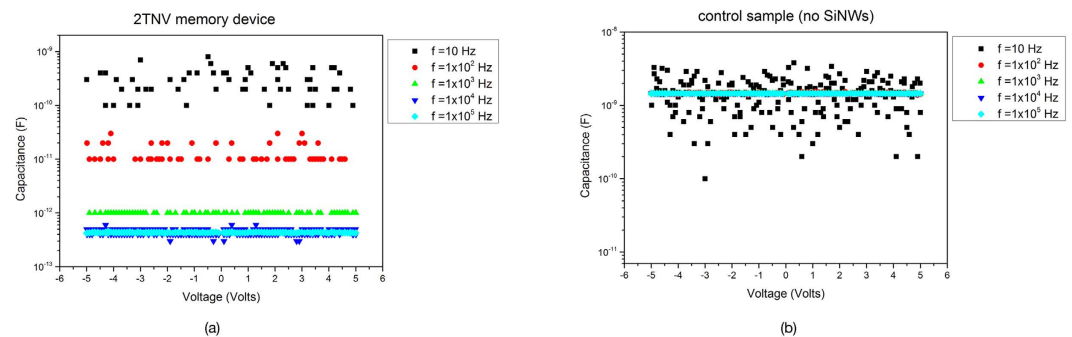 2TNV memory device
Capacitance (F)
10⁻⁹
10⁻¹⁰
10⁻¹¹
10⁻¹²
10⁻¹³
-6 -5 -4 -3 -2 -1 0 1 2 3 4 5 6
Voltage (Volts)
f =10 Hz
f =1x10² Hz
f =1x10³ Hz
f =1x10⁴ Hz
f =1x10⁵ Hz
(a)
control sample (no SiNWs)
Capacitance (F)
10⁻⁸
10⁻⁹
10⁻¹⁰
10⁻¹¹
-6 -5 -4 -3 -2 -1 0 1 2 3 4 5 6
Voltage (Volts)
f =10 Hz
f =1x10² Hz
f =1x10³ Hz
f =1x10⁴ Hz
f =1x10⁵ Hz
(b)